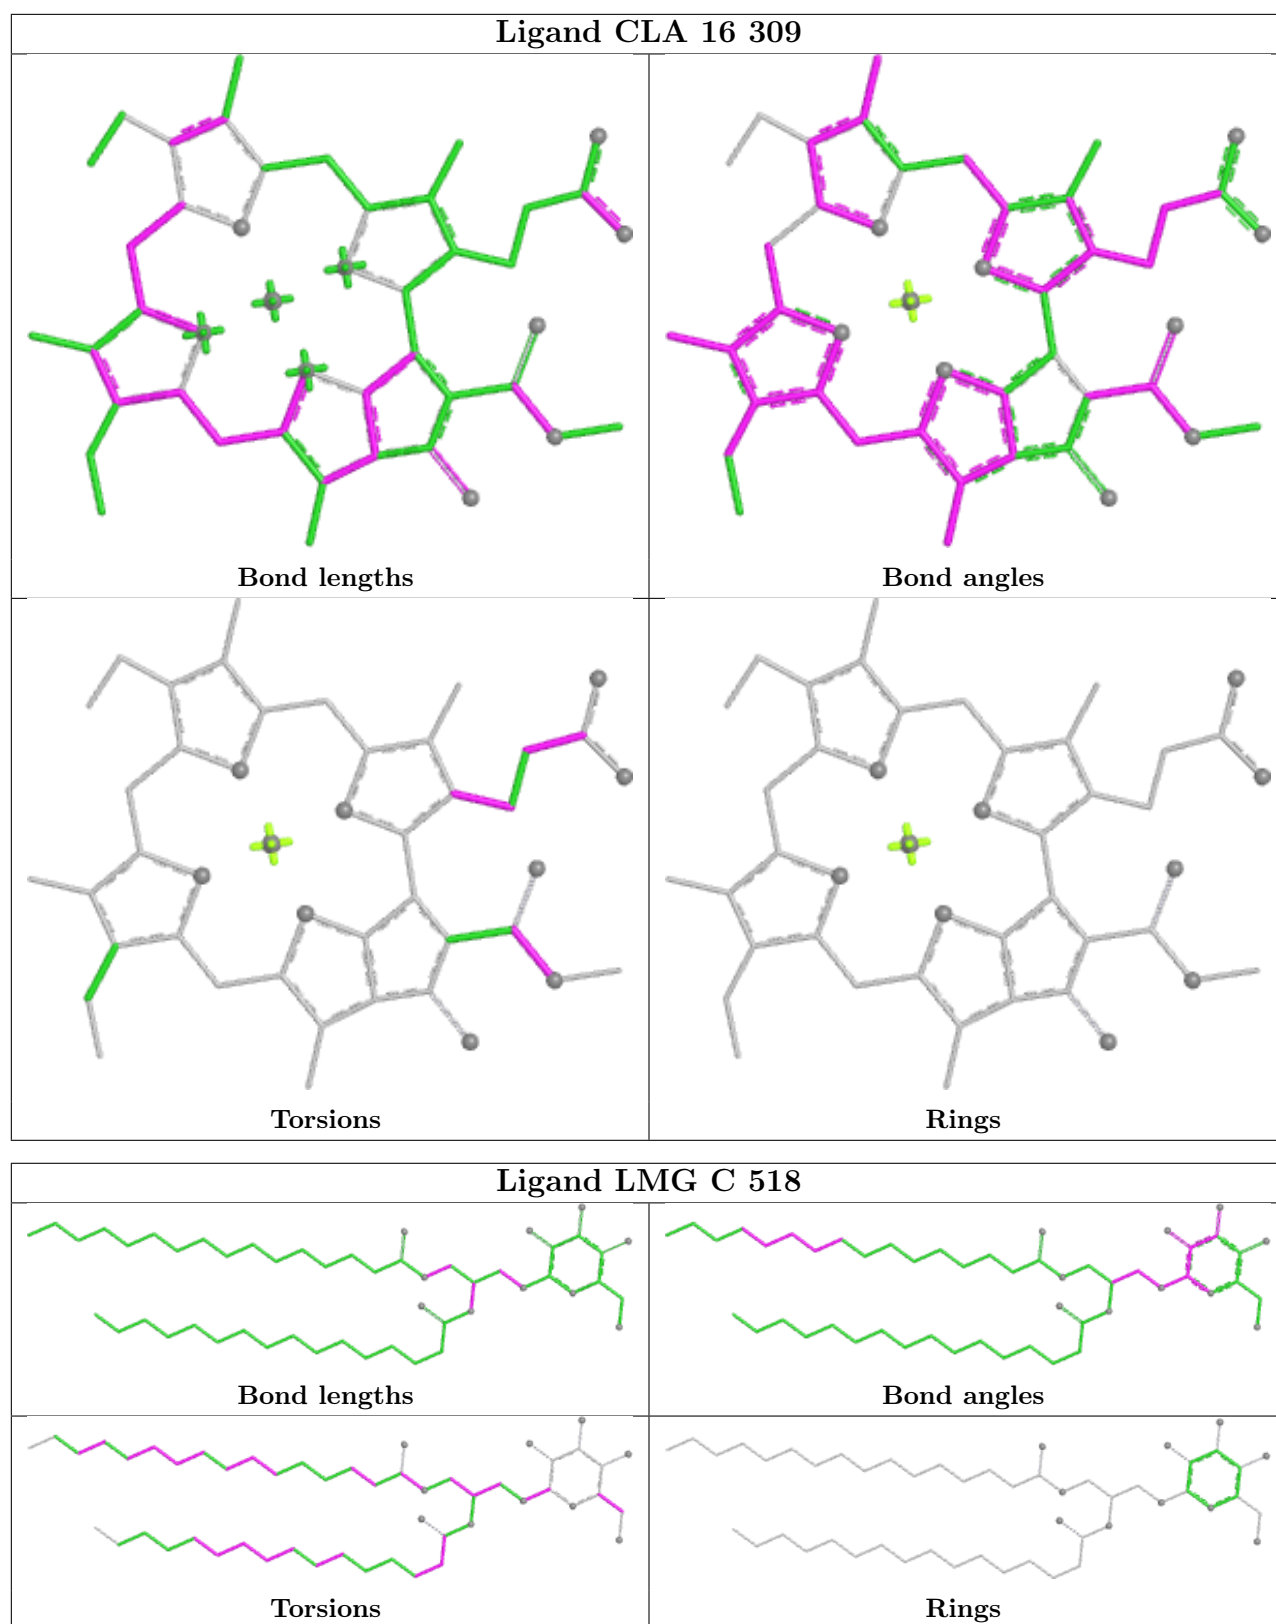 Ligand CLA 16 309
Bond lengths
Bond angles
Torsions
Rings
Ligand LMG C 518
Bond lengths
Bond angles
Torsions
Rings